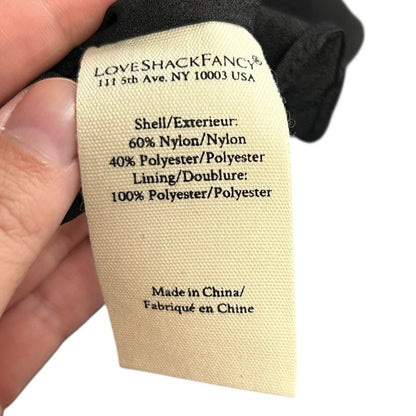 LoveShackFancy®
111 5th Ave. NY 10003 USA
Shell/Exterieur:
60% Nylon/Nylon
40% Polyester/Polyester
Lining/Doublure:
100% Polyester/Polyester
Made in China/
Fabriqué en Chine